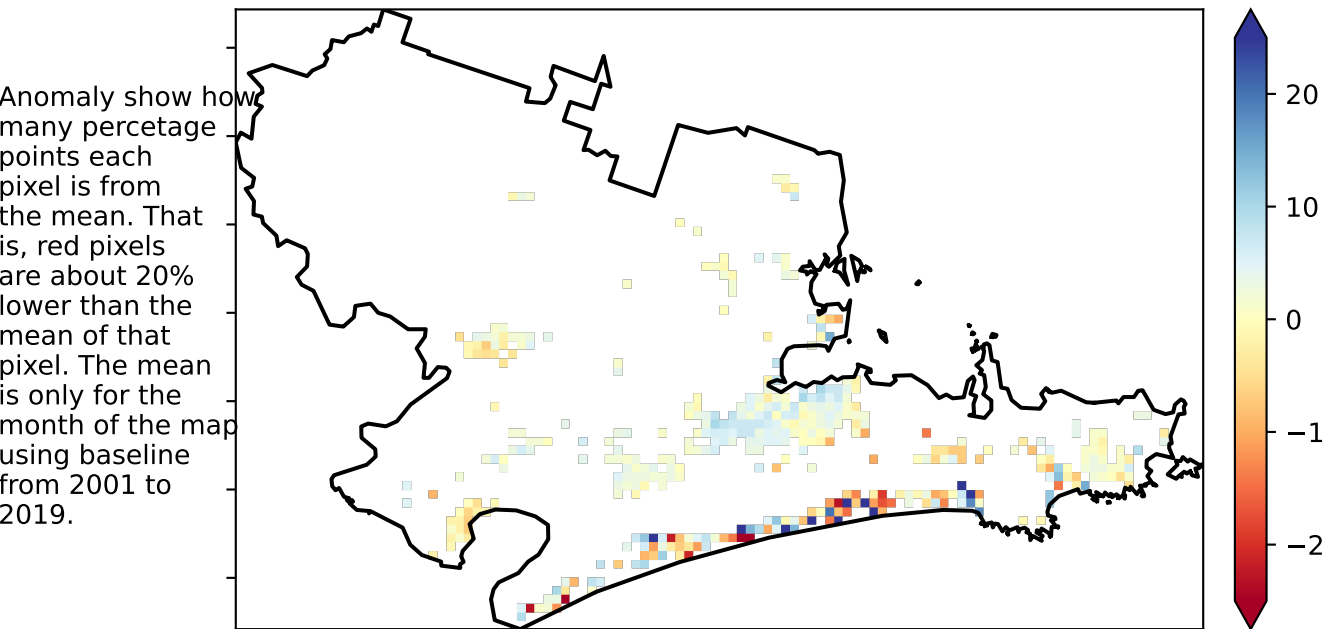 Anomaly show how
many percetage
points each
pixel is from
the mean. That
is, red pixels
are about 20%
lower than the
mean of that
pixel. The mean
is only for the
month of the map
using baseline
from 2001 to
2019.
20
10
0
−1
−2